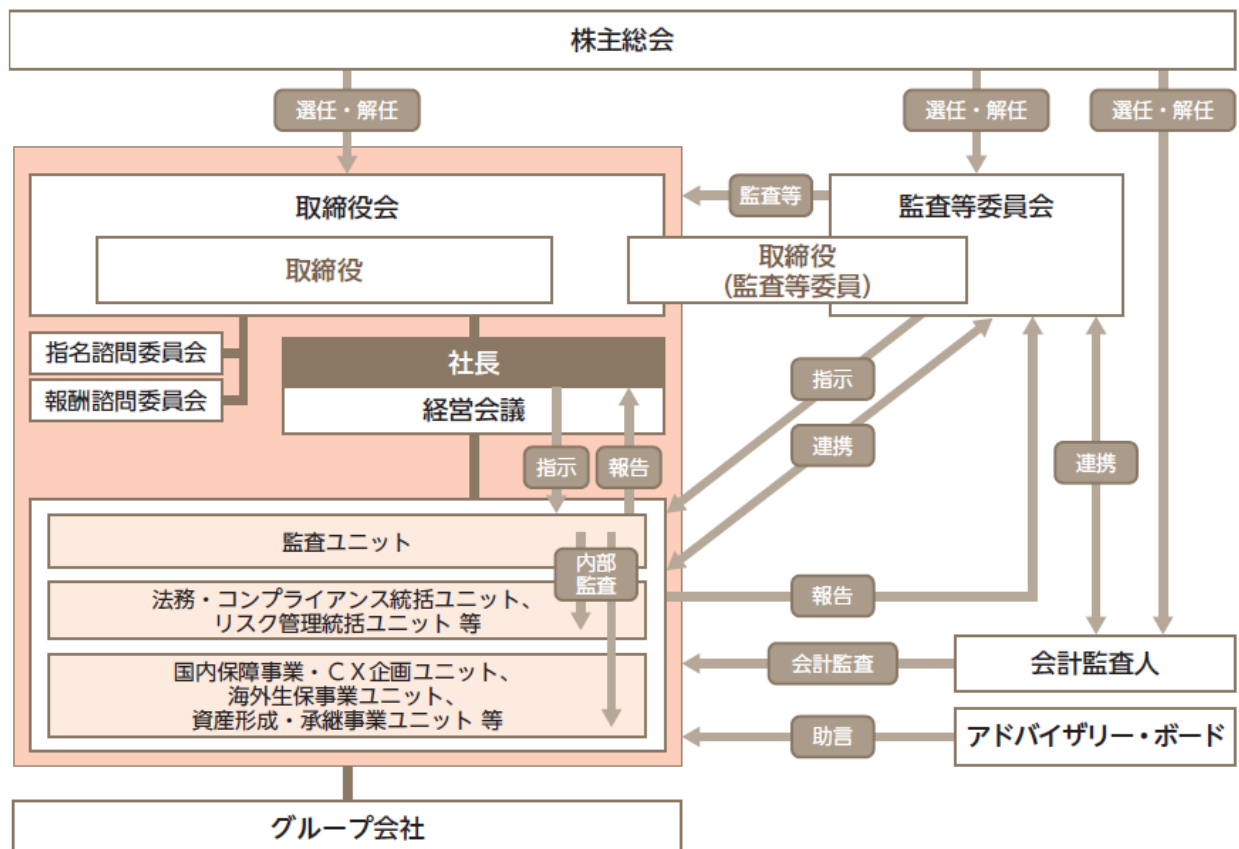 株主総会
選任・解任
選任・解任
選任・解任
取締役会
監査等
監査等委員会
取締役
取締役
(監査等委員)
指名諮問委員会
報酬諮問委員会
社長
経営会議
指示
連携
指示
報告
連携
監査ユニット
内部
監査
法務・コンプライアンス統括ユニット、
リスク管理統括ユニット 等
報告
国内保障事業・CX企画ユニット、
海外生保事業ユニット、
資産形成・承継事業ユニット 等
会計監査
会計監査人
助言
アドバイザリー・ボード
グループ会社